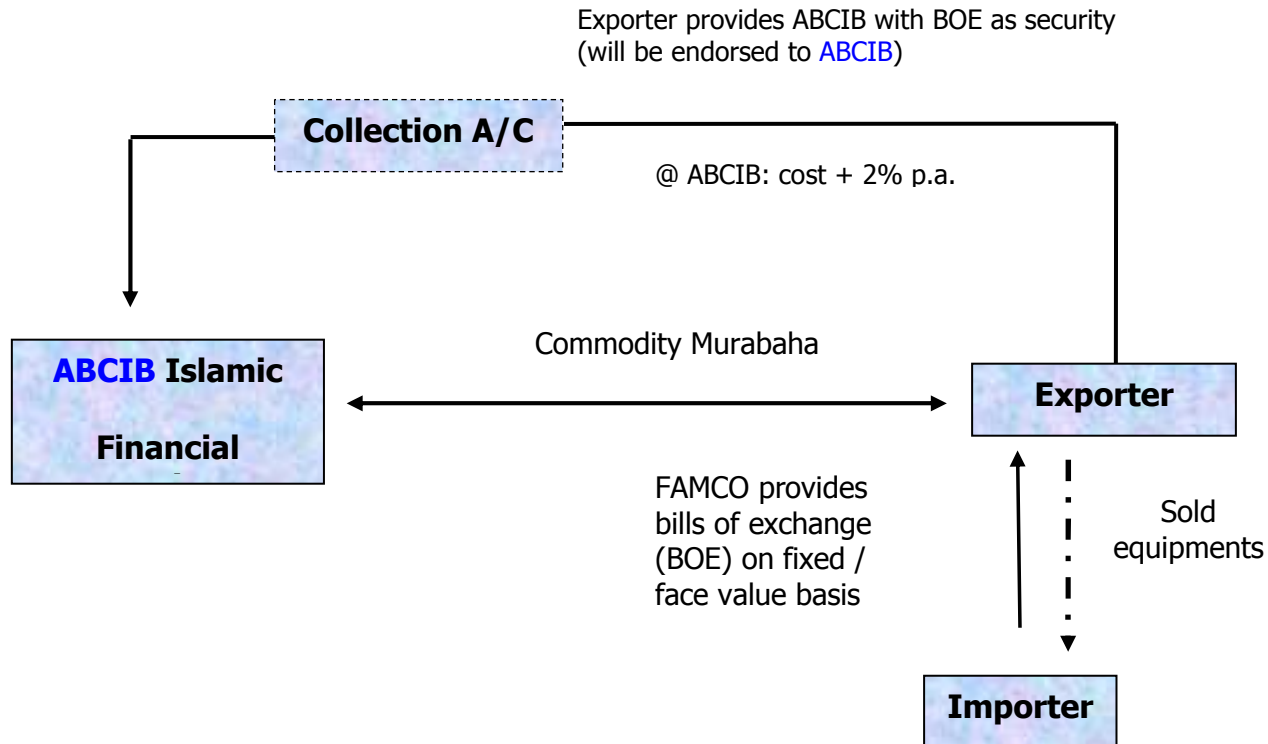 Exporter provides ABCIB with BOE as security
(will be endorsed to ABCIB)
Collection A/C
@ ABCIB: cost + 2% p.a.
Commodity Murabaha
ABCIB Islamic
Financial
Exporter
FAMCO provides
bills of exchange
(BOE) on fixed /
face value basis
Sold
equipments
Importer